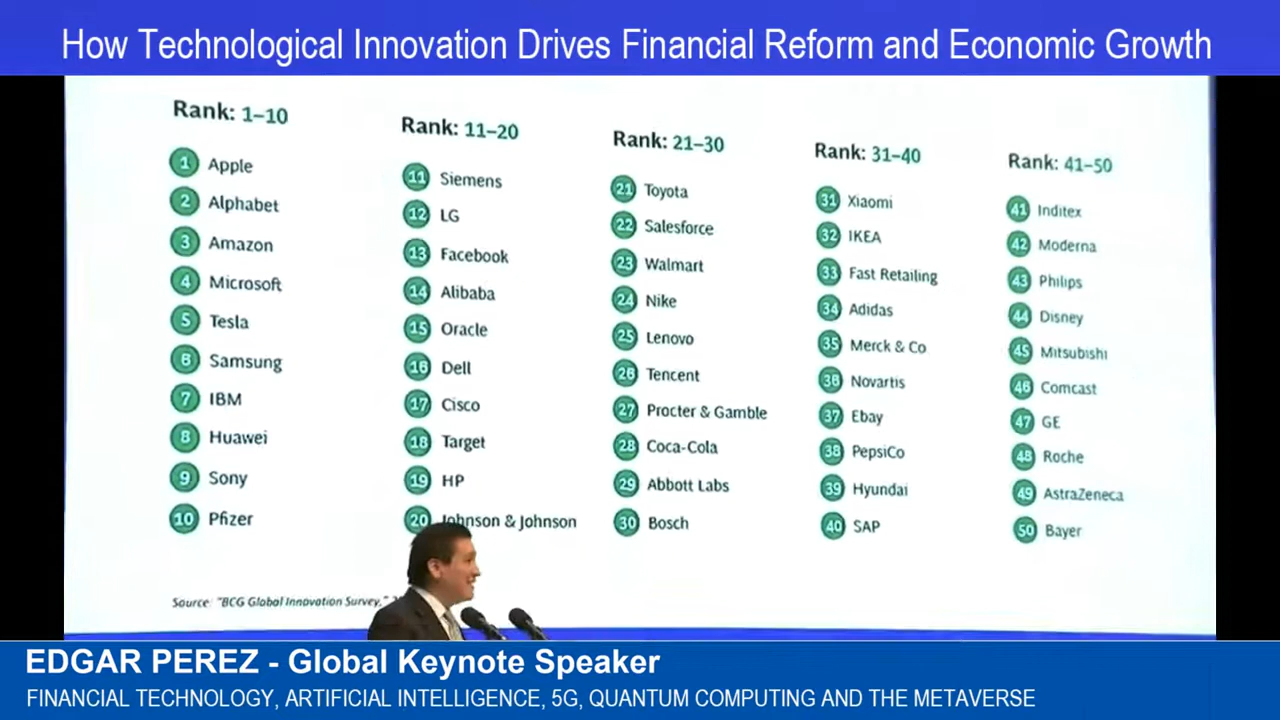 How Technological Innovation Drives Financial Reform and Economic Growth
Rank: 1–10
1 Apple
2 Alphabet
3 Amazon
4 Microsoft
5 Tesla
6 Samsung
7 IBM
8 Huawei
9 Sony
10 Pfizer
Rank: 11–20
11 Siemens
12 LG
13 Facebook
14 Alibaba
15 Oracle
16 Dell
17 Cisco
18 Target
19 HP
20 Johnson & Johnson
Rank: 21–30
21 Toyota
22 Salesforce
23 Walmart
24 Nike
25 Lenovo
26 Tencent
27 Procter & Gamble
28 Coca-Cola
29 Abbott Labs
30 Bosch
Rank: 31–40
31 Xiaomi
32 IKEA
33 Fast Retailing
34 Adidas
35 Merck & Co
36 Novartis
37 Ebay
38 PepsiCo
39 Hyundai
40 SAP
Rank: 41–50
41 Inditex
42 Moderna
43 Philips
44 Disney
45 Mitsubishi
46 Comcast
47 GE
48 Roche
49 AstraZeneca
50 Bayer
Source: "BCG Global Innovation Survey,"
EDGAR PEREZ - Global Keynote Speaker
FINANCIAL TECHNOLOGY, ARTIFICIAL INTELLIGENCE, 5G, QUANTUM COMPUTING AND THE METAVERSE